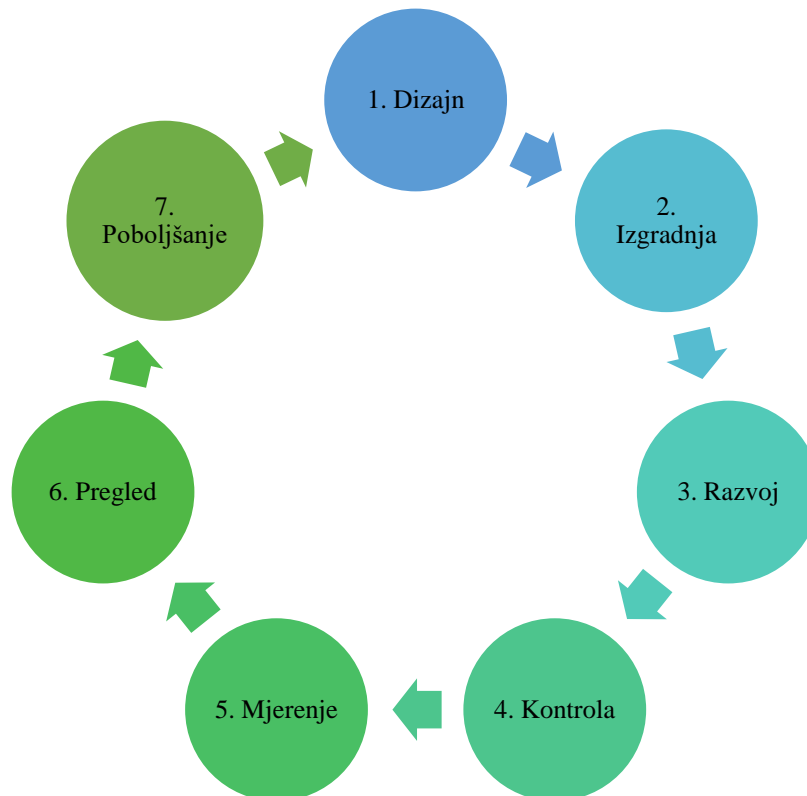 1. Dizajn
2.
Izgradnja
3. Razvoj
4. Kontrola
5. Mjerenje
6. Pregled
7.
Poboljšanje